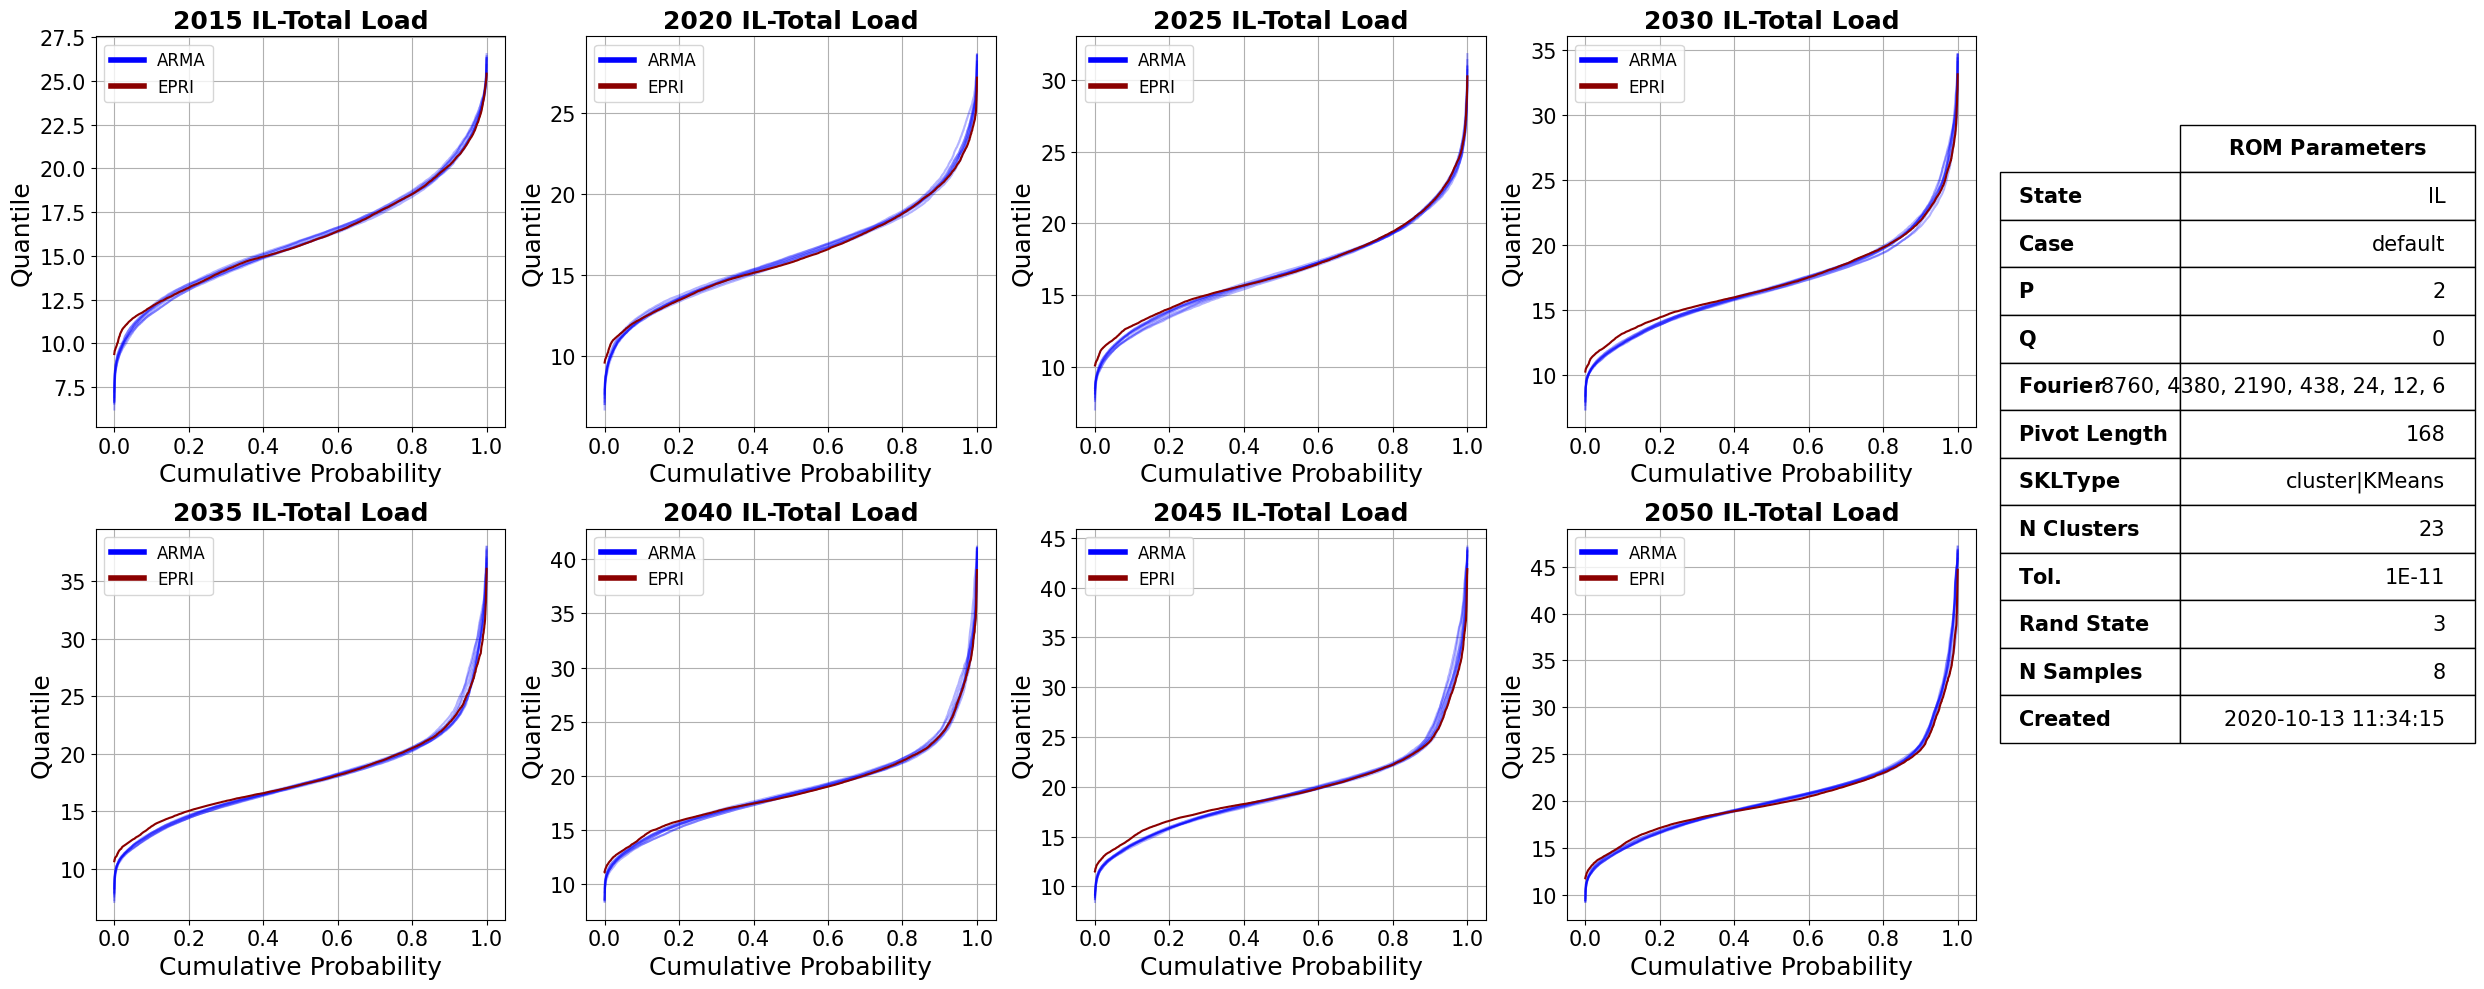 2015 IL-Total Load
27.5
25.0
22.5
20.0
17.5
15.0
12.5
10.0
7.5
Quantile
ARMA
EPRI
0.0 0.2 0.4 0.6 0.8 1.0
Cumulative Probability
2020 IL-Total Load
25
20
15
10
Quantile
ARMA
EPRI
0.0 0.2 0.4 0.6 0.8 1.0
Cumulative Probability
2025 IL-Total Load
30
25
20
15
10
Quantile
ARMA
EPRI
0.0 0.2 0.4 0.6 0.8 1.0
Cumulative Probability
2030 IL-Total Load
35
30
25
20
15
10
Quantile
ARMA
EPRI
0.0 0.2 0.4 0.6 0.8 1.0
Cumulative Probability
2035 IL-Total Load
35
30
25
20
15
10
Quantile
ARMA
EPRI
0.0 0.2 0.4 0.6 0.8 1.0
Cumulative Probability
2040 IL-Total Load
40
35
30
25
20
15
10
Quantile
ARMA
EPRI
0.0 0.2 0.4 0.6 0.8 1.0
Cumulative Probability
2045 IL-Total Load
45
40
35
30
25
20
15
10
Quantile
ARMA
EPRI
0.0 0.2 0.4 0.6 0.8 1.0
Cumulative Probability
2050 IL-Total Load
45
40
35
30
25
20
15
10
Quantile
ARMA
EPRI
0.0 0.2 0.4 0.6 0.8 1.0
Cumulative Probability
ROM Parameters
State IL
Case default
P 2
Q 0
Fourier 8760, 4380, 2190, 438, 24, 12, 6
Pivot Length 168
SKLType cluster|KMeans
N Clusters 23
Tol. 1E-11
Rand State 3
N Samples 8
Created 2020-10-13 11:34:15